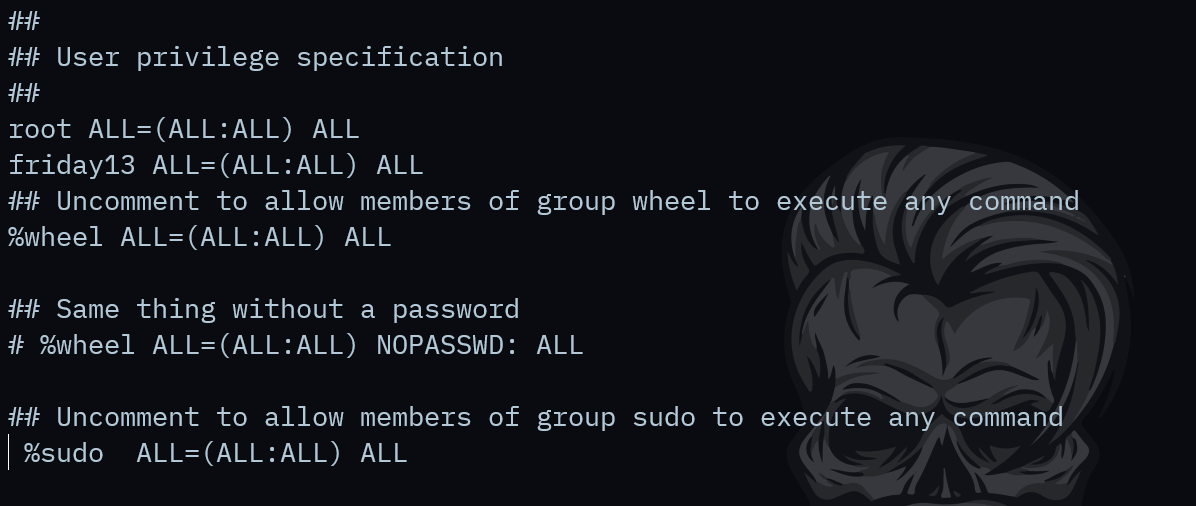 ##
## User privilege specification
##
root ALL=(ALL:ALL) ALL
friday13 ALL=(ALL:ALL) ALL
## Uncomment to allow members of group wheel to execute any command
%wheel ALL=(ALL:ALL) ALL

## Same thing without a password
# %wheel ALL=(ALL:ALL) NOPASSWD: ALL

## Uncomment to allow members of group sudo to execute any command
 %sudo  ALL=(ALL:ALL) ALL